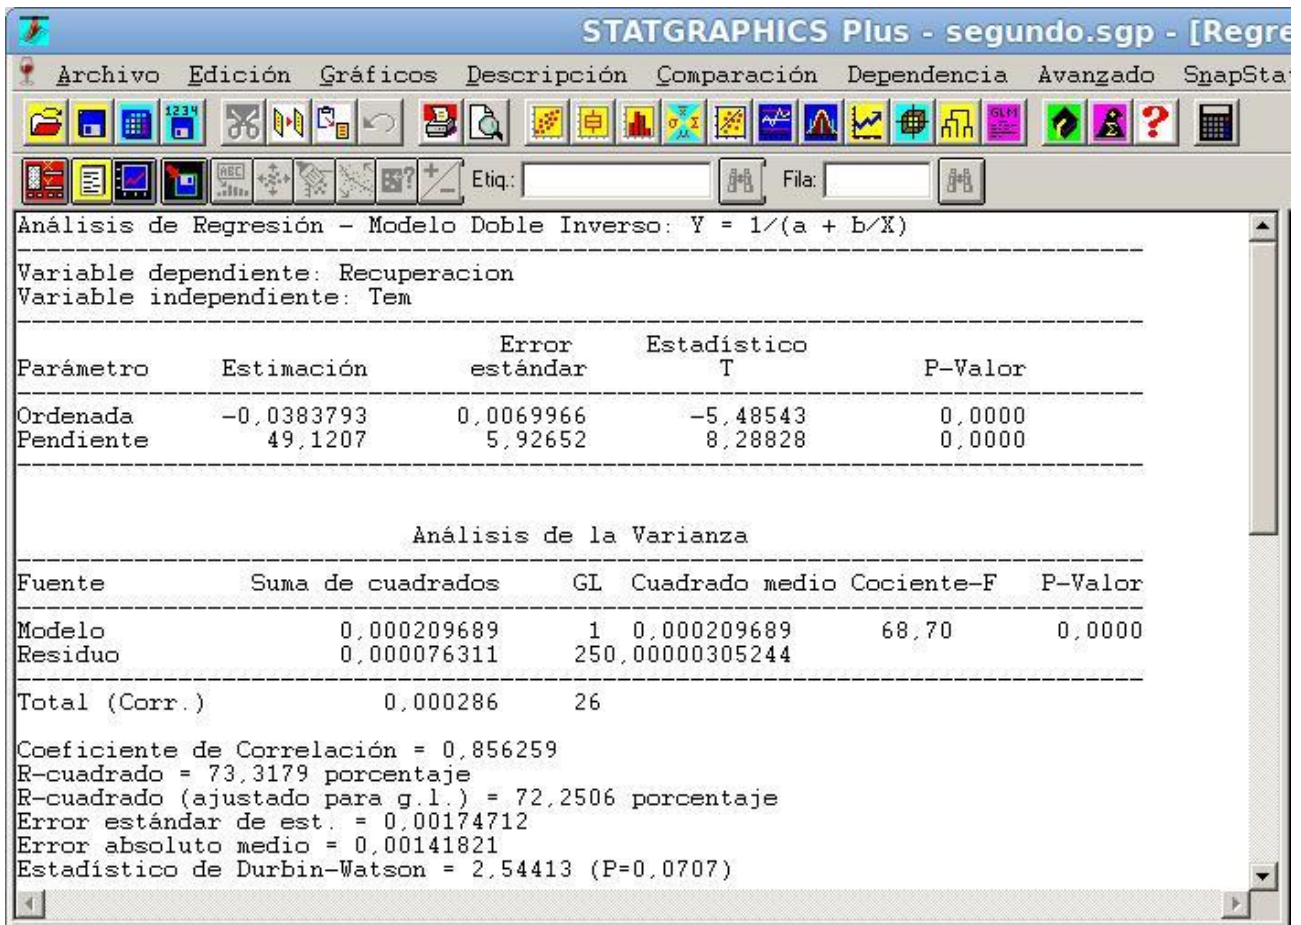 STATGRAPHICS Plus - segundo.sgp - [Regre
Archivo Edición Gráficos Descripción Comparación Dependencia Avanzado SnapSta
1234
GLM
ABC
Etiq.: Fila:
Análisis de Regresión - Modelo Doble Inverso: Y = 1/(a + b/X)
Variable dependiente: Recuperacion
Variable independiente: Tem
Error Estadístico
Parámetro Estimación estándar T P-Valor
Ordenada -0,0383793 0,0069966 -5,48543 0,0000
Pendiente 49,1207 5,92652 8,28828 0,0000
Análisis de la Varianza
Fuente Suma de cuadrados GL Cuadrado medio Cociente-F P-Valor
Modelo 0,000209689 1 0,000209689 68,70 0,0000
Residuo 0,000076311 250,00000305244
Total (Corr.) 0,000286 26
Coeficiente de Correlación = 0,856259
R-cuadrado = 73,3179 porcentaje
R-cuadrado (ajustado para g.l.) = 72,2506 porcentaje
Error estándar de est. = 0,00174712
Error absoluto medio = 0,00141821
Estadístico de Durbin-Watson = 2,54413 (P=0,0707)